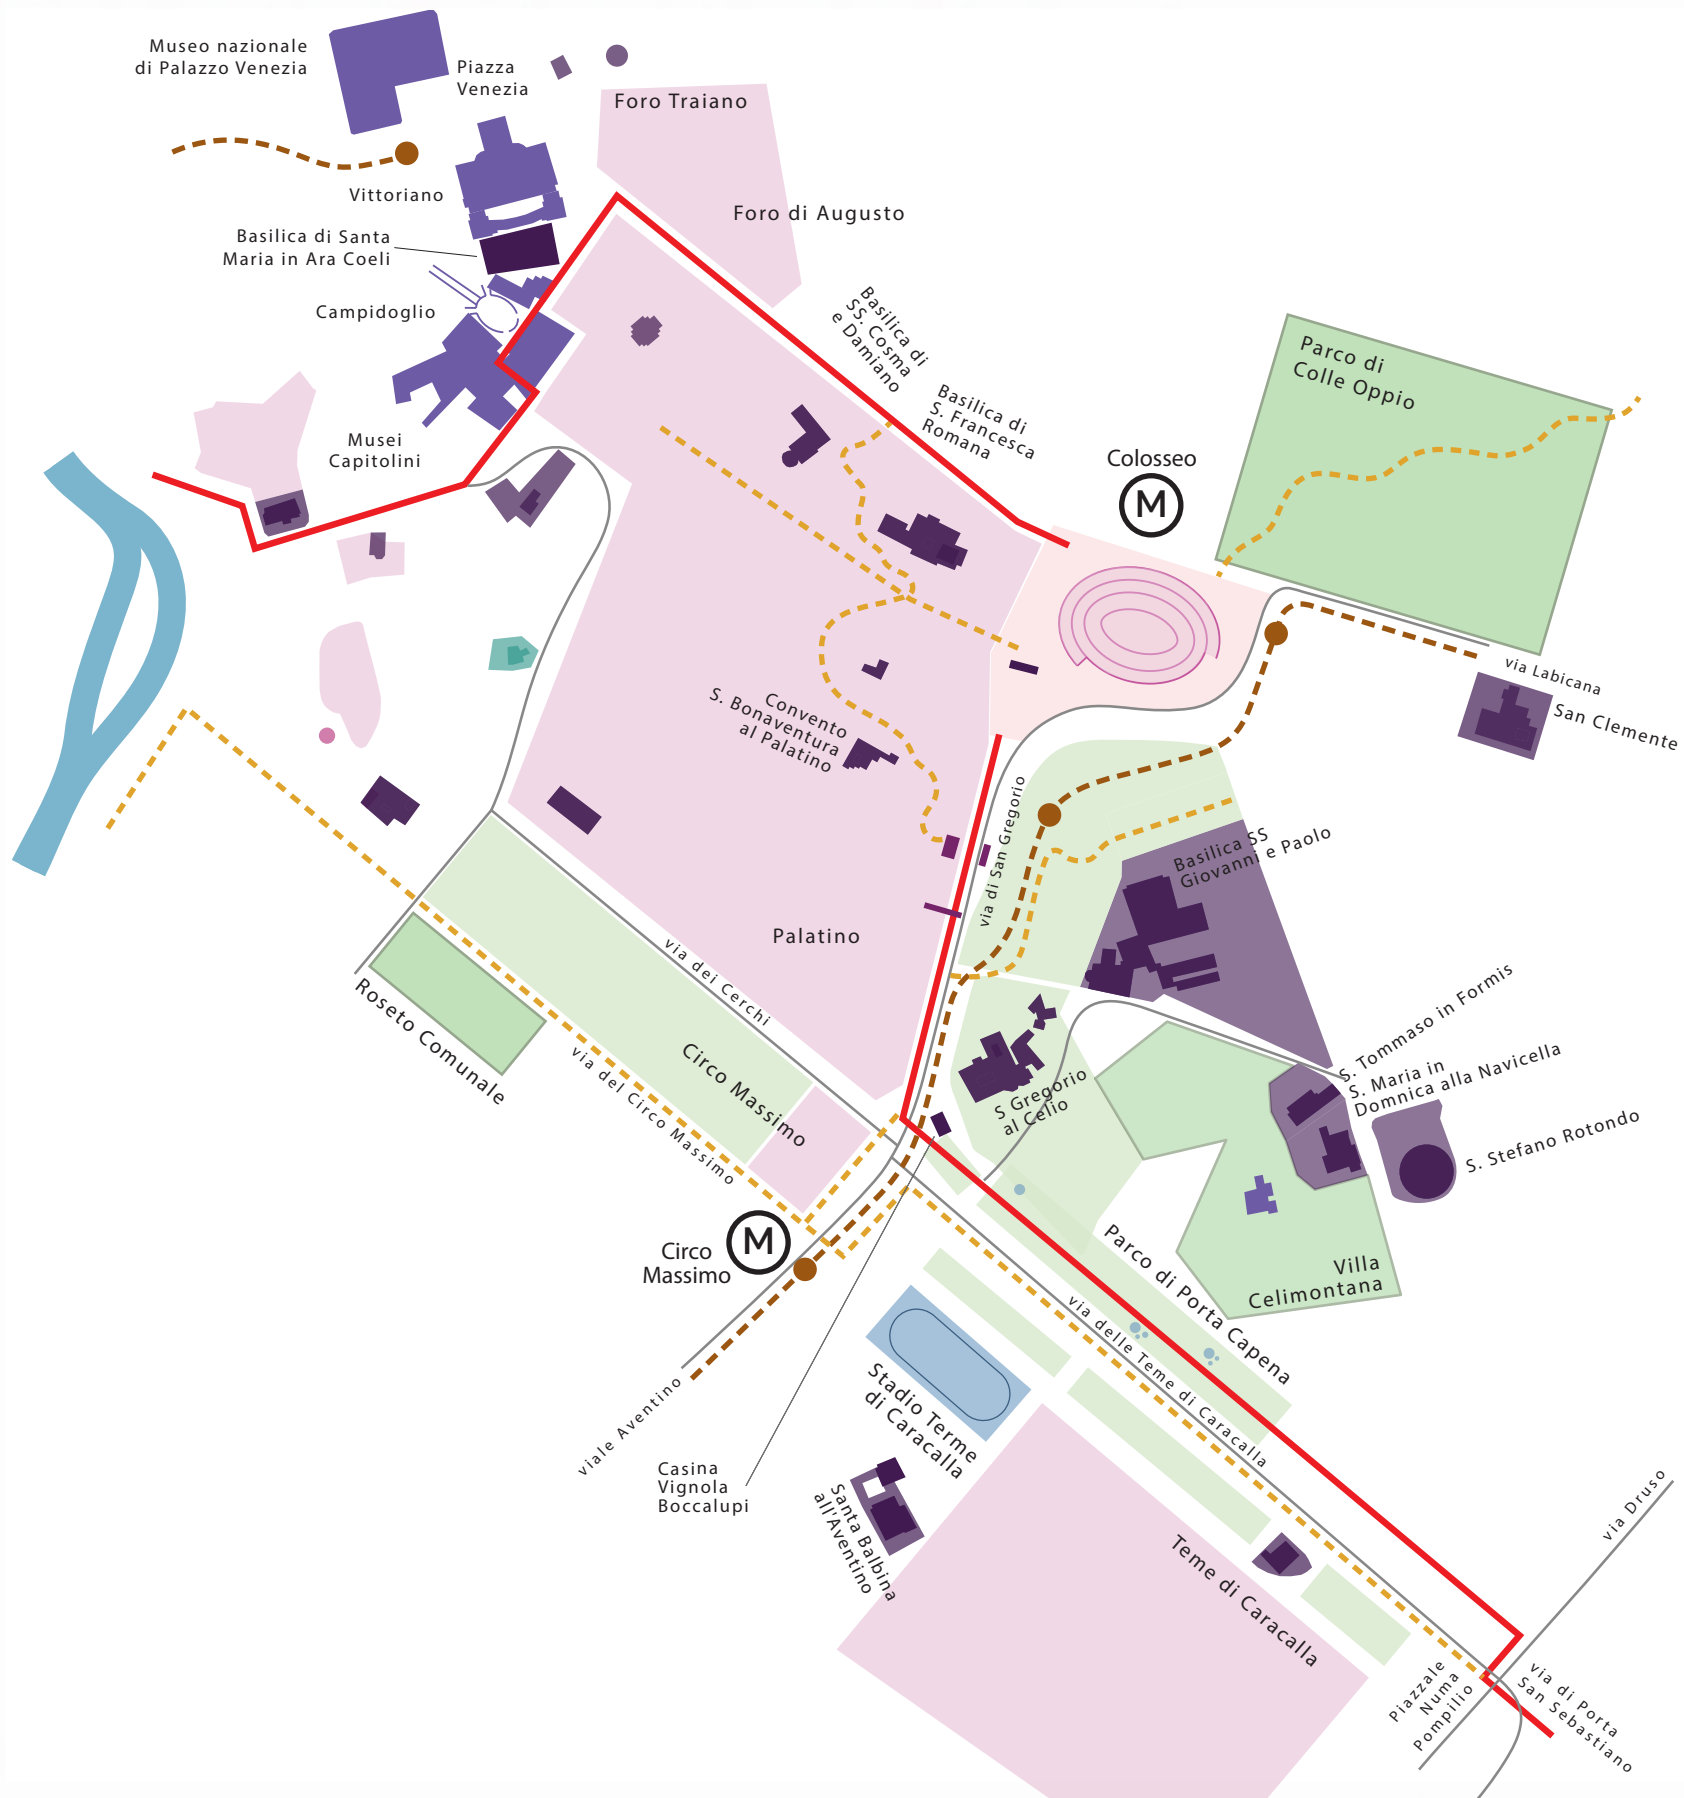 Museo nazionale
di Palazzo Venezia
Piazza
Venezia
Foro Traiano
Vittoriano
Foro di Augusto
Basilica di Santa
Maria in Ara Coeli
Campidoglio
Basilica di
SS. Cosma
e Damiano
Basilica di
S. Francesca
Romana
Parco di
Colle Oppio
Musei
Capitolini
Colosseo
M
via Labicana
San Clemente
Convento
S. Bonaventura
al Palatino
via di San Gregorio
Basilica SS
Giovanni e Paolo
Palatino
via dei Cerchi
Roseto Comunale
Circo Massimo
via del Circo Massimo
S Gregorio
al Celio
S. Tommaso in Formis
S. Maria in
Domnica alla Navicella
S. Stefano Rotondo
M
Circo
Massimo
Villa
Celimontana
Parco di Porta Capena
via delle Teme di Caracalla
Stadio Terme
di Caracalla
viale Aventino
Casina
Vignola
Boccalupi
Santa Balbina
all'Aventino
Teme di Caracalla
via Druso
Piazzale
Numa
Pompilio
via di Porta
San Sebastiano